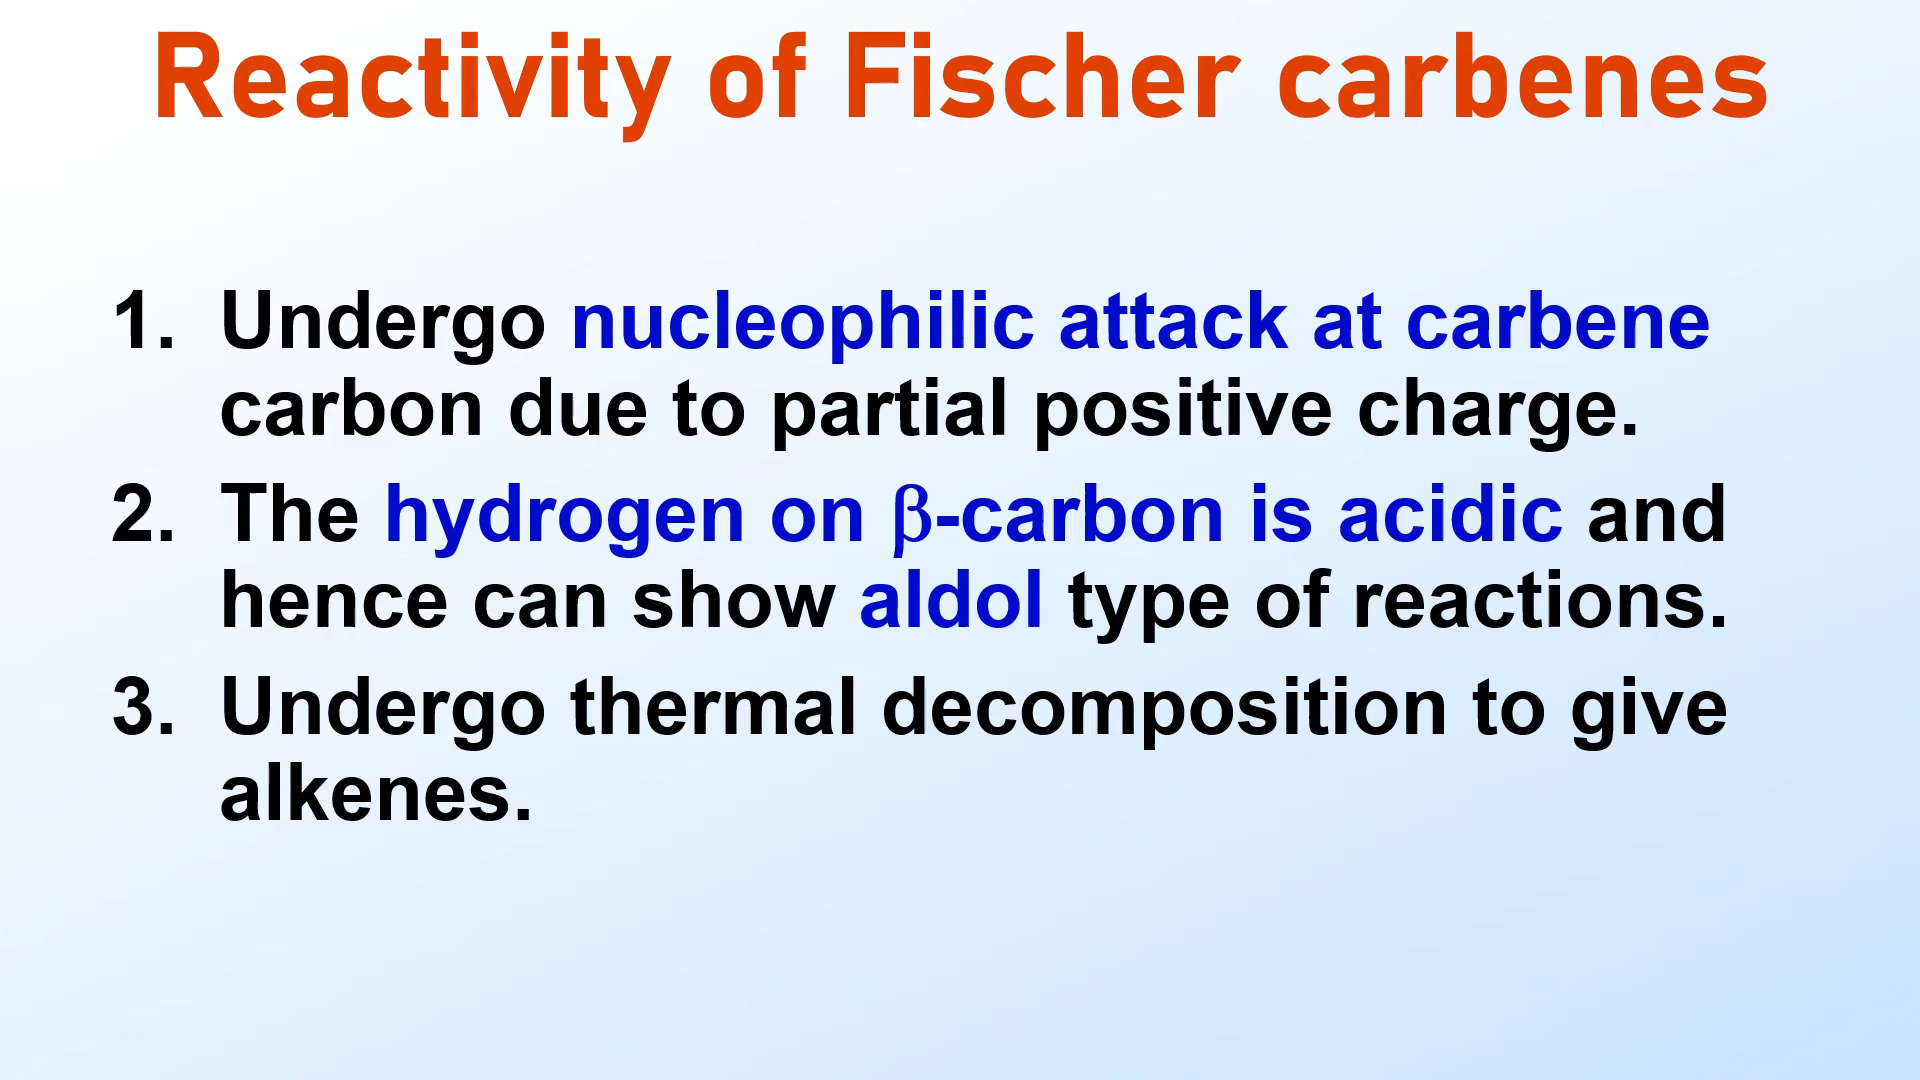 Reactivity of Fischer carbenes
1. Undergo nucleophilic attack at carbene
carbon due to partial positive charge.
2. The hydrogen on β-carbon is acidic and
hence can show aldol type of reactions.
3. Undergo thermal decomposition to give
alkenes.